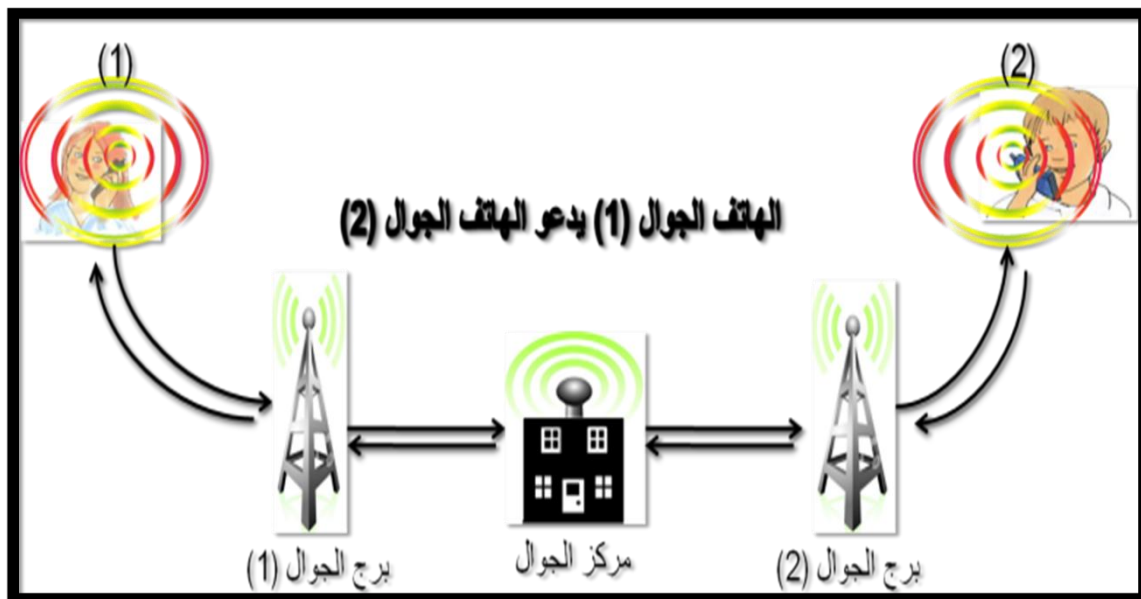 (1)
(2)
الهاتف الجوال (1) يدعو الهاتف الجوال (2)
برج الجوال (1)
مركز الجوال
برج الجوال (2)